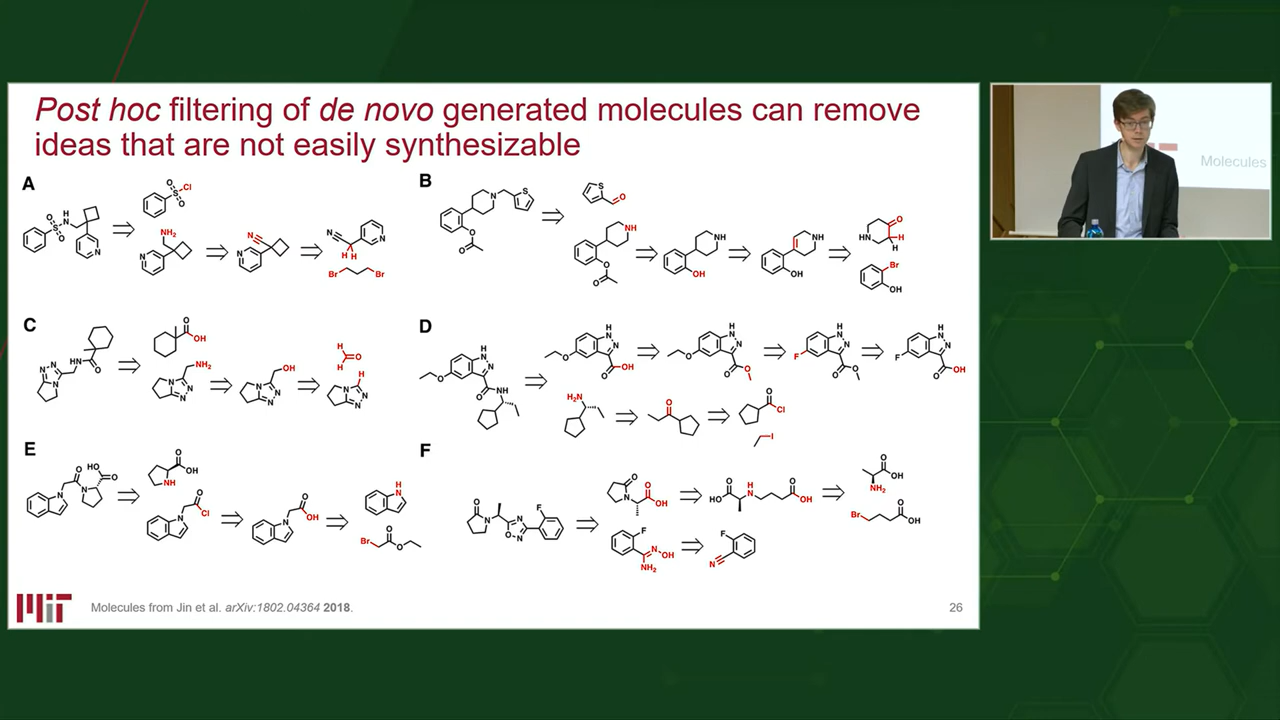 Post hoc filtering of de novo generated molecules can remove
ideas that are not easily synthesizable
A
B
C
D
E
F
MIT
Molecules from Jin et al. arXiv:1802.04364 2018.
26
Molecules